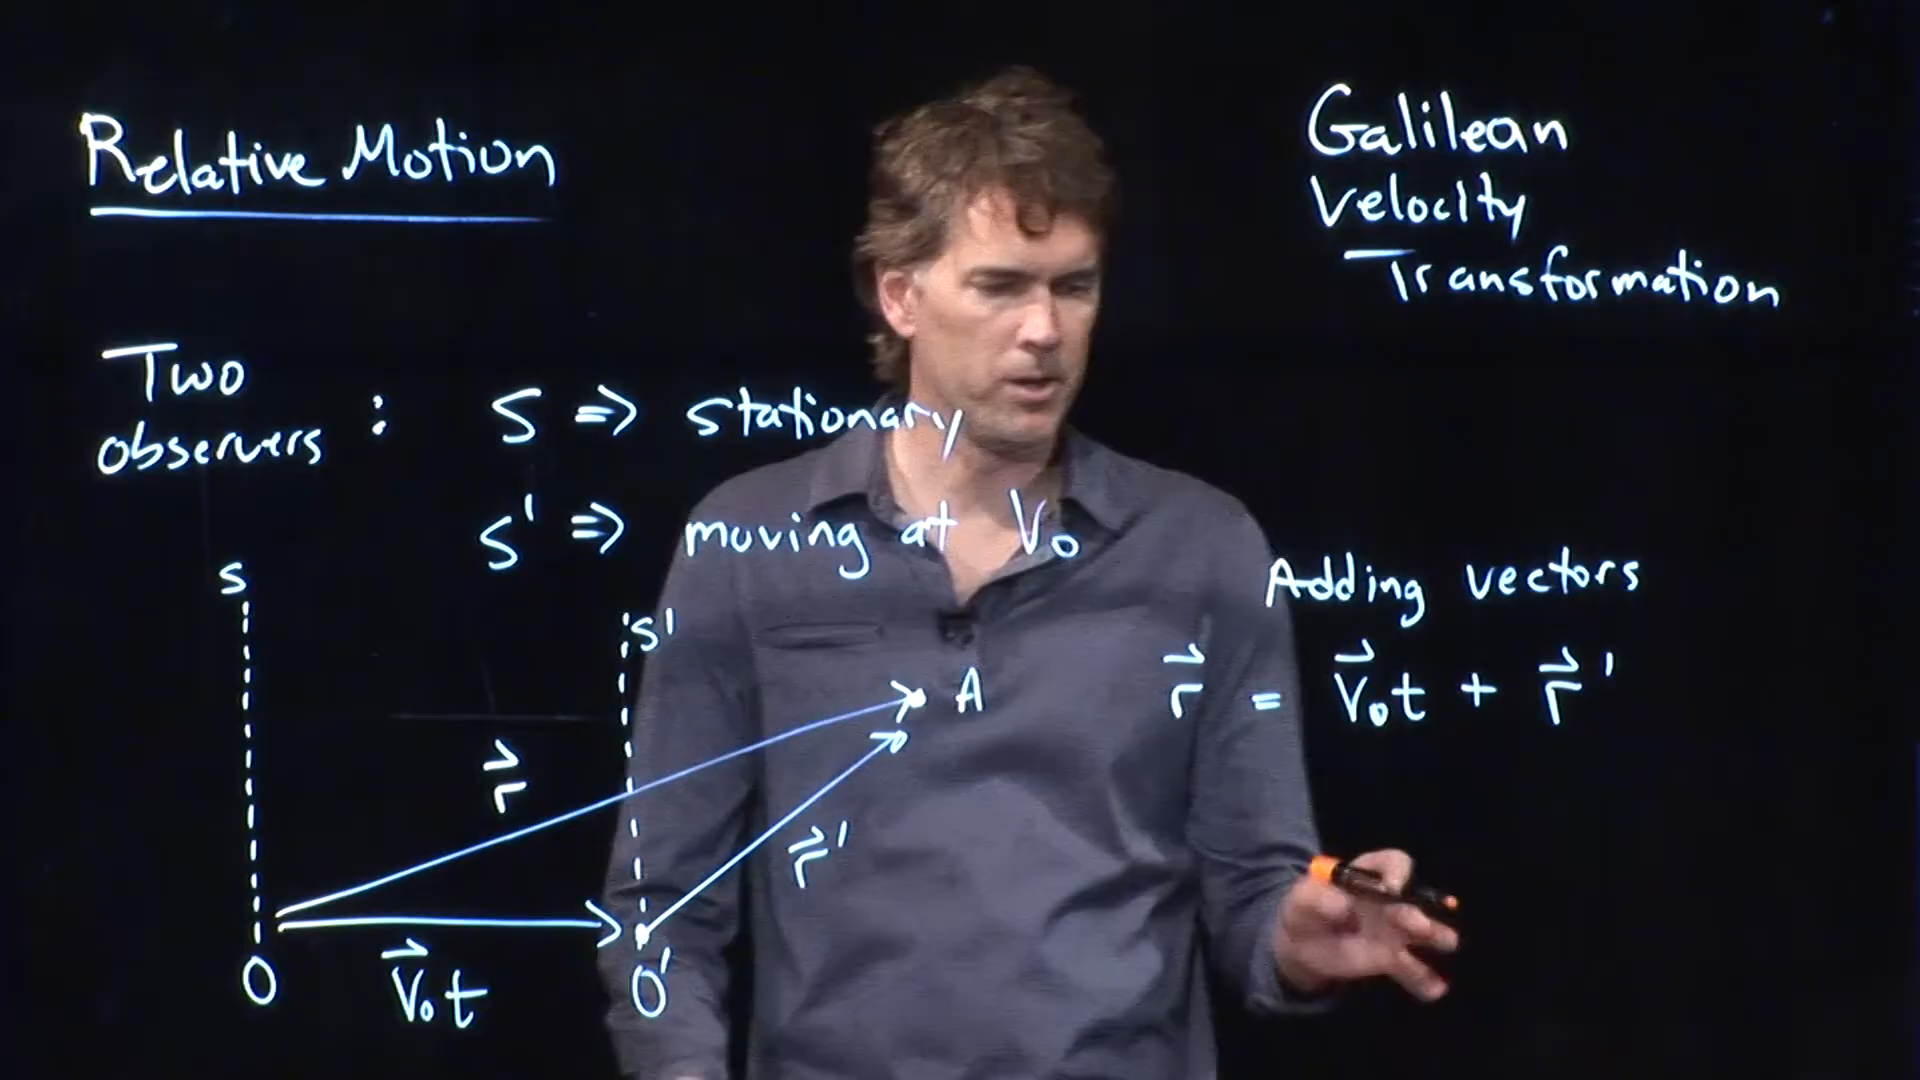 Relative Motion
Galilean
Velocity
Transformation
Two
observers : S ⇒ stationary
S' ⇒ moving at V₀
S
S'
A
r⃗
r⃗'
O
V⃗₀t
O'
Adding vectors
r⃗ = V⃗₀t + r⃗'